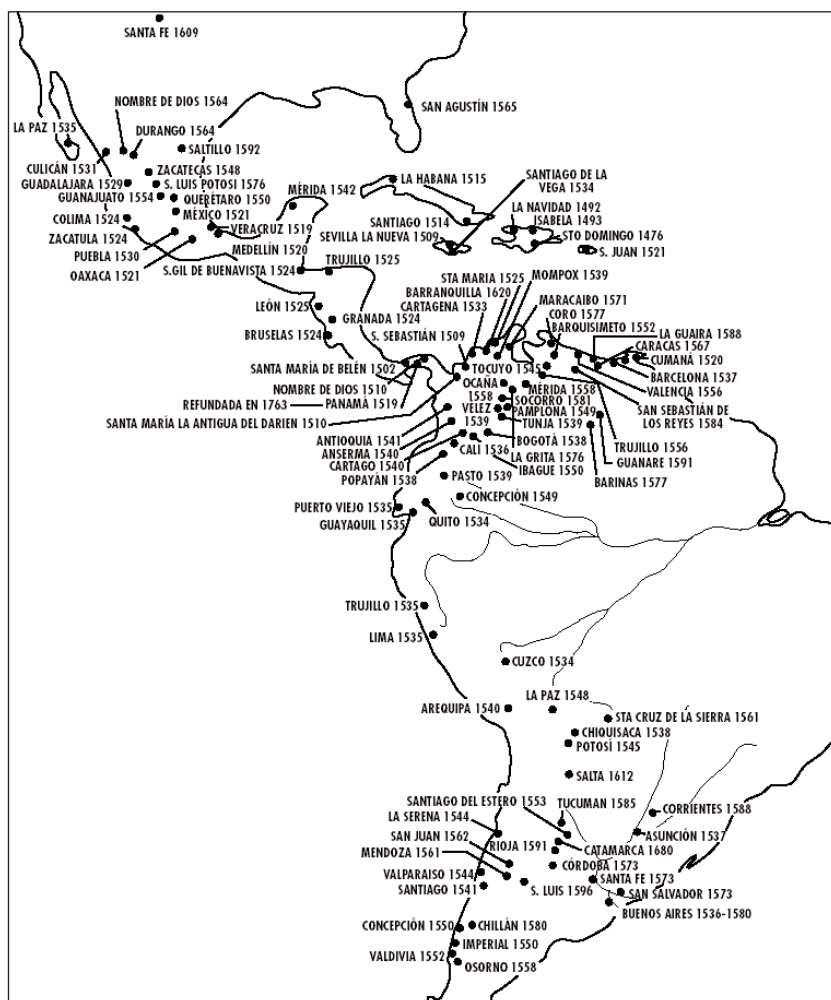 SANTA FE 1609
NOMBRE DE DIOS 1564
SAN AGUSTÍN 1565
LA PAZ 1535
DURANGO 1564
SALTILLO 1592
CULICÁN 1531
ZACATECAS 1548
GUADALAJARA 1529
S. LUIS POTOSI 1576
GUANAJUATO 1554
QUERÉTARO 1550
MÉRIDA 1542
LA HABANA 1515
SANTIAGO DE LA
VEGA 1534
LA NAVIDAD 1492
ISABELA 1493
COLIMA 1524
MÉXICO 1521
VERACRUZ 1519
SANTIAGO 1514
ZACATULA 1524
SEVILLA LA NUEVA 1509
STO DOMINGO 1476
PUEBLA 1530
MEDELLÍN 1520
S. JUAN 1521
OAXACA 1521
S.GIL DE BUENAVISTA 1524
TRUJILLO 1525
STA MARIA 1525
MOMPOX 1539
BARRANQUILLA 1620
CARTAGENA 1533
MARACAIBO 1571
CORO 1577
LEÓN 1525
GRANADA 1524
BARQUISIMETO 1552
LA GUAIRA 1588
BRUSELAS 1524
S. SEBASTIÁN 1509
CARACAS 1567
CUMANÁ 1520
SANTA MARÍA DE BELÉN 1502
TOCUYO 1545
BARCELONA 1537
NOMBRE DE DIOS 1510
OCAÑA
1558
MÉRIDA 1558
VALENCIA 1556
REFUNDADA EN 1763
PANAMÁ 1519
SOCORRO 1581
SAN SEBASTIÁN DE
LOS REYES 1584
SANTA MARÍA LA ANTIGUA DEL DARIEN 1510
VÉLEZ
1539
PAMPLONA 1549
TUNJA 1539
ANTIOQUIA 1541
BOGOTÁ 1538
TRUJILLO 1556
ANSERMA 1540
CALI 1536
LA GRITA 1576
GUANARE 1591
CARTAGO 1540
IBAGUE 1550
POPAYÁN 1538
PASTO 1539
BARINAS 1577
CONCEPCIÓN 1549
PUERTO VIEJO 1535
GUAYAQUIL 1535
QUITO 1534
TRUJILLO 1535
LIMA 1535
CUZCO 1534
LA PAZ 1548
AREQUIPA 1540
STA CRUZ DE LA SIERRA 1561
CHIQUISACA 1538
POTOSÍ 1545
SALTA 1612
SANTIAGO DEL ESTERO 1553
TUCUMAN 1585
CORRIENTES 1588
LA SERENA 1544
SAN JUAN 1562
RIOJA 1591
ASUNCIÓN 1537
MENDOZA 1561
CATAMARCA 1680
CÓRDOBA 1573
VALPARAISO 1544
SANTA FE 1573
SANTIAGO 1541
S. LUIS 1596
SAN SALVADOR 1573
BUENOS AIRES 1536-1580
CONCEPCIÓN 1550
CHILLÁN 1580
IMPERIAL 1550
VALDIVIA 1552
OSORNO 1558